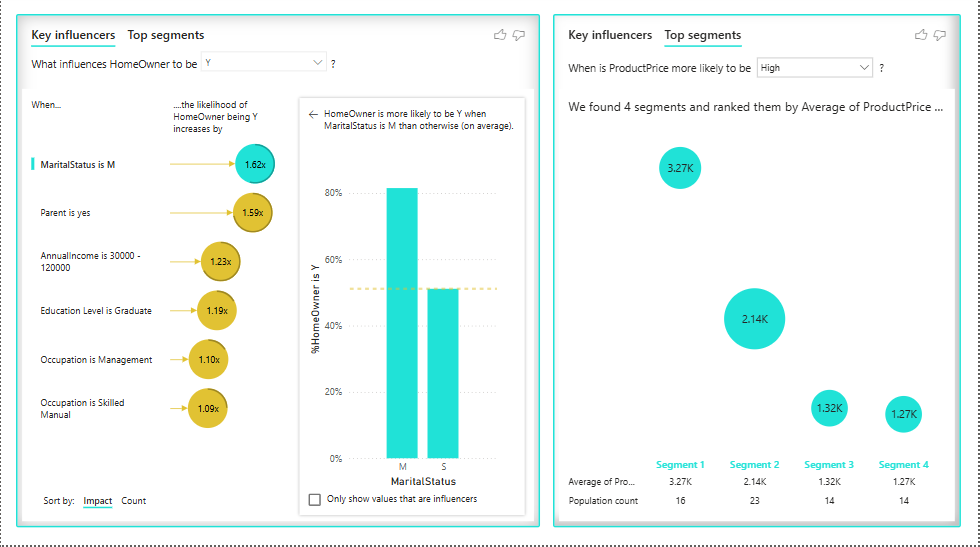 Key influencers Top segments
What influences HomeOwner to be Y ?
When...
....the likelihood of
HomeOwner being Y
increases by
MaritalStatus is M 1.62x
Parent is yes 1.59x
AnnualIncome is 30000 -
120000
1.23x
Education Level is Graduate 1.19x
Occupation is Management 1.10x
Occupation is Skilled
Manual
1.09x
Sort by: Impact Count
HomeOwner is more likely to be Y when
MaritalStatus is M than otherwise (on average).
%HomeOwner is Y
80%
60%
40%
20%
0%
M S
MaritalStatus
Only show values that are influencers
Key influencers Top segments
When is ProductPrice more likely to be High ?
We found 4 segments and ranked them by Average of ProductPrice ...
3.27K
2.14K
1.32K
1.27K
Segment 1 Segment 2 Segment 3 Segment 4
Average of Pro... 3.27K 2.14K 1.32K 1.27K
Population count 16 23 14 14